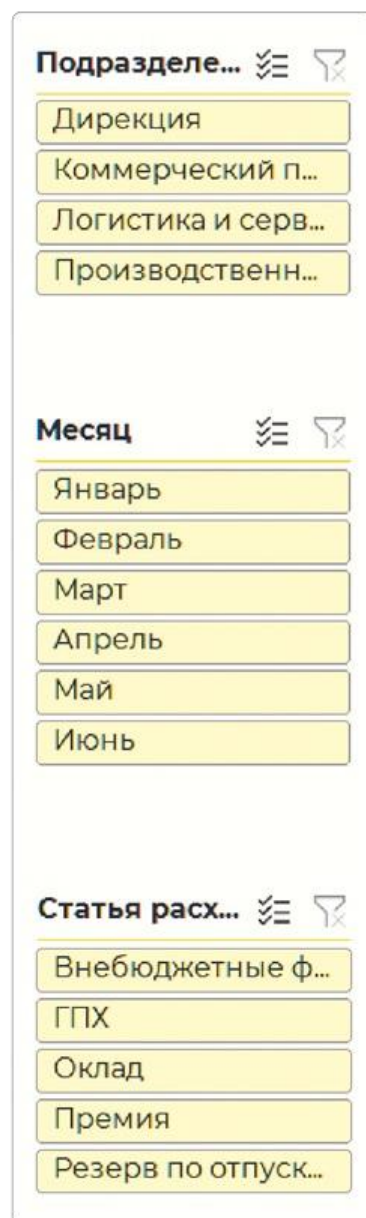 Подразделе...
Дирекция
Коммерческий п...
Логистика и серв...
Производственн...
Месяц
Январь
Февраль
Март
Апрель
Май
Июнь
Статья расх...
Внебюджетные ф...
ГПХ
Оклад
Премия
Резерв по отпуск...